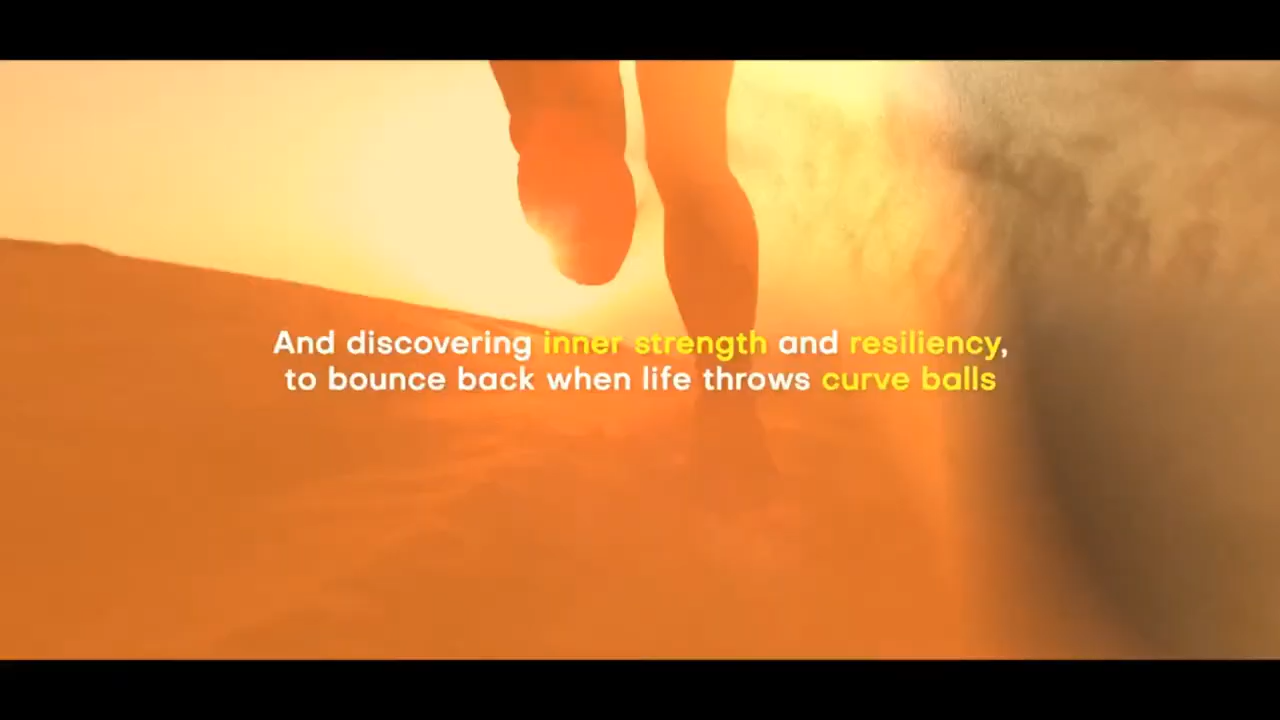 And discovering inner strength and resiliency,
to bounce back when life throws curve balls